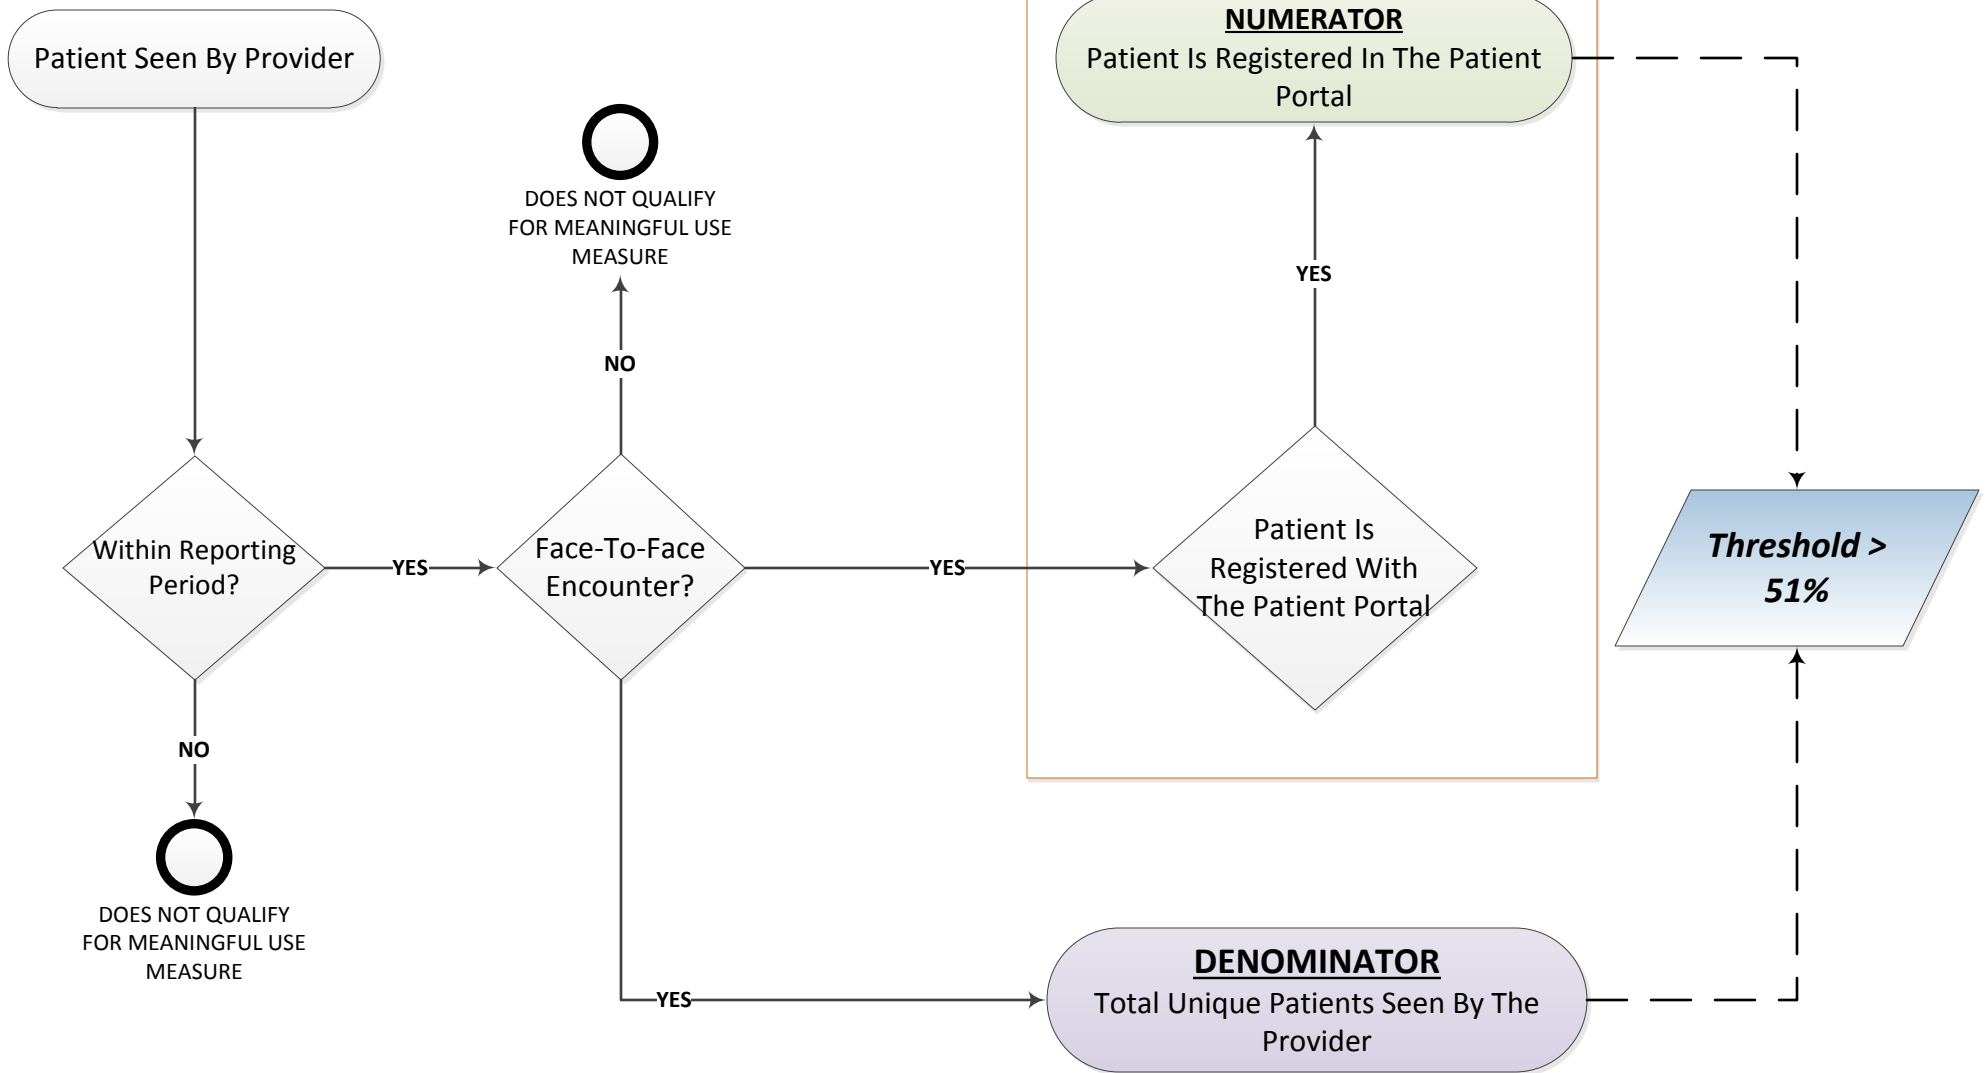 Patient Seen By Provider
NUMERATOR
Patient Is Registered In The Patient
Portal
DOES NOT QUALIFY
FOR MEANINGFUL USE
MEASURE
YES
NO
Within Reporting
Period?
YES
Face-To-Face
Encounter?
YES
Patient Is
Registered With
The Patient Portal
Threshold >
51%
NO
DOES NOT QUALIFY
FOR MEANINGFUL USE
MEASURE
YES
DENOMINATOR
Total Unique Patients Seen By The
Provider